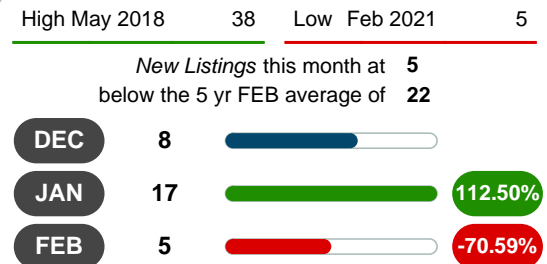 High May 2018 38 Low Feb 2021 5
New Listings this month at 5
below the 5 yr FEB average of 22
DEC 8
JAN 17 112.50%
FEB 5 -70.59%